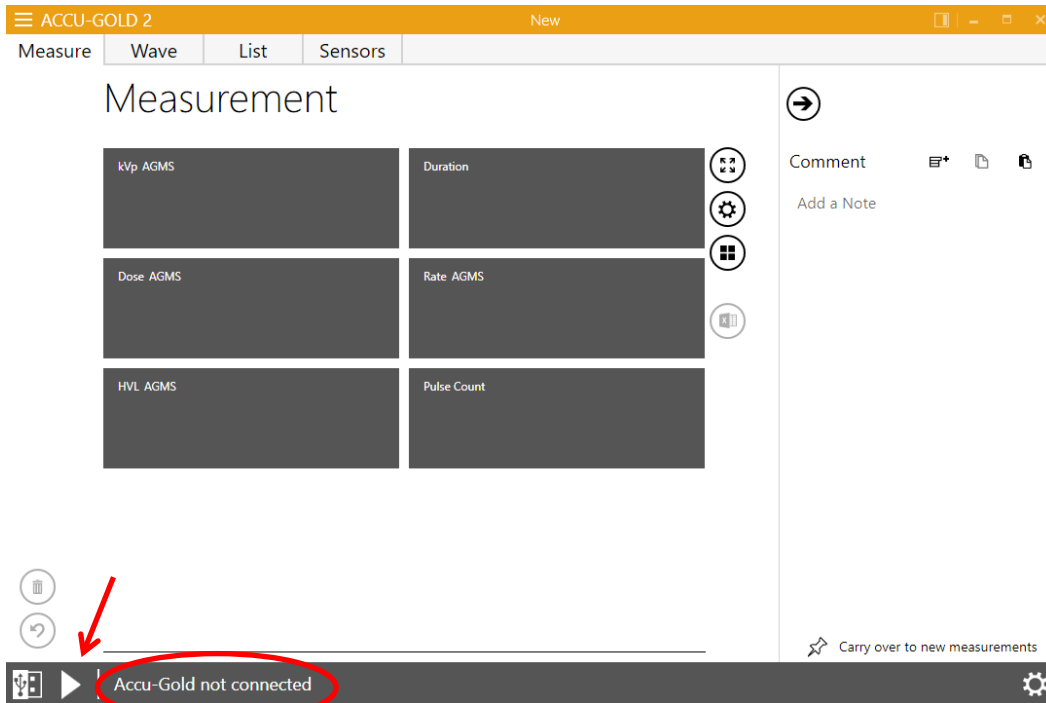 ACCU-GOLD 2
New
Measure
Wave
List
Sensors
Measurement
kVp AGMS
Duration
Dose AGMS
Rate AGMS
HVL AGMS
Pulse Count
Comment
Add a Note
Carry over to new measurements
Accu-Gold not connected